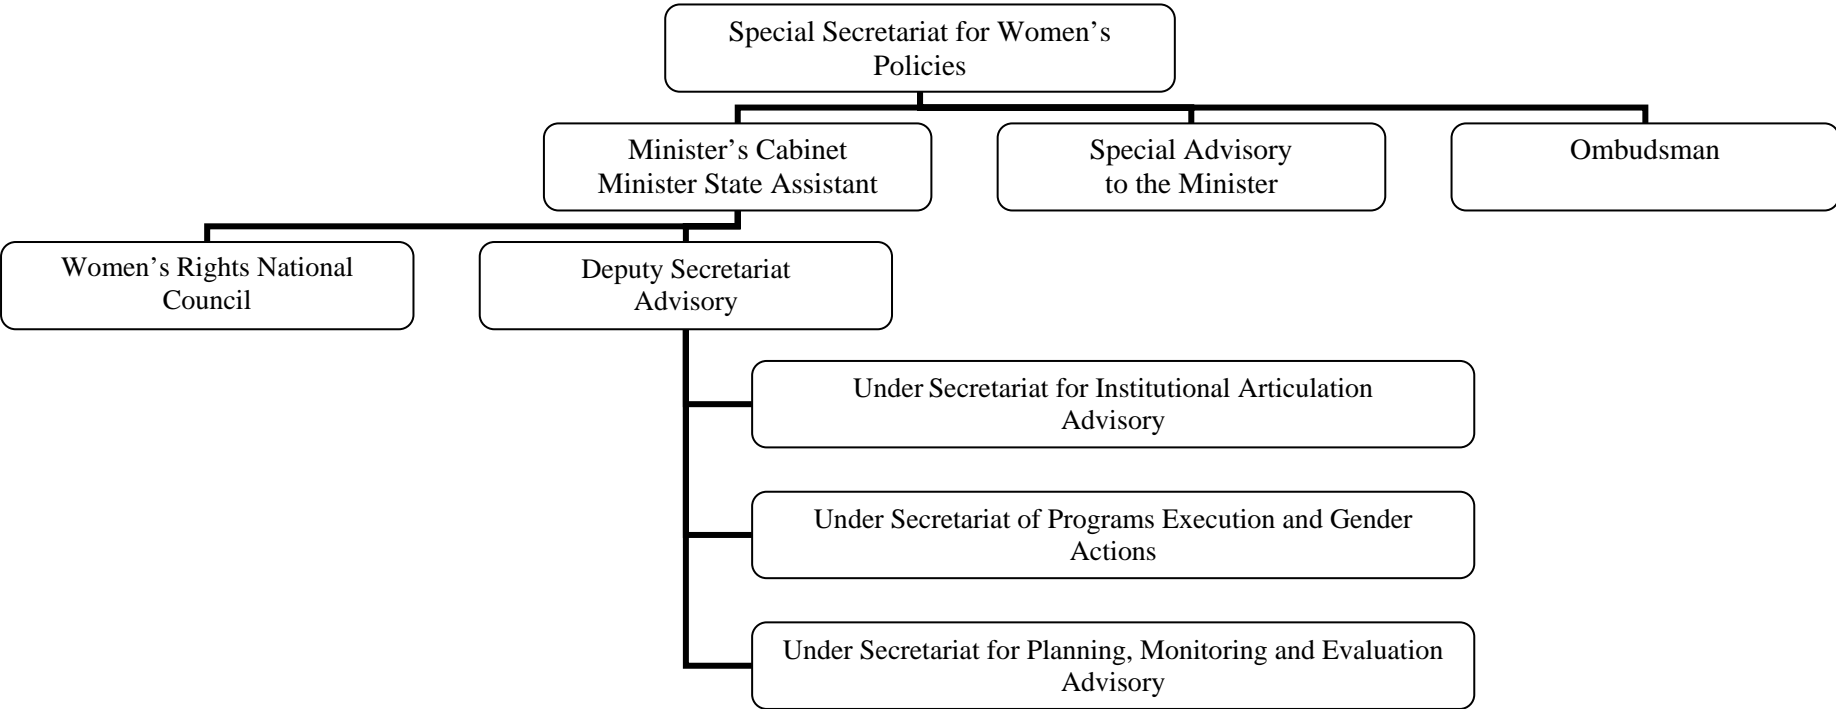 Special Secretariat for Women’s
Policies
Minister’s Cabinet
Minister State Assistant
Special Advisory
to the Minister
Ombudsman
Women’s Rights National
Council
Deputy Secretariat
Advisory
Under Secretariat for Institutional Articulation
Advisory
Under Secretariat of Programs Execution and Gender
Actions
Under Secretariat for Planning, Monitoring and Evaluation
Advisory